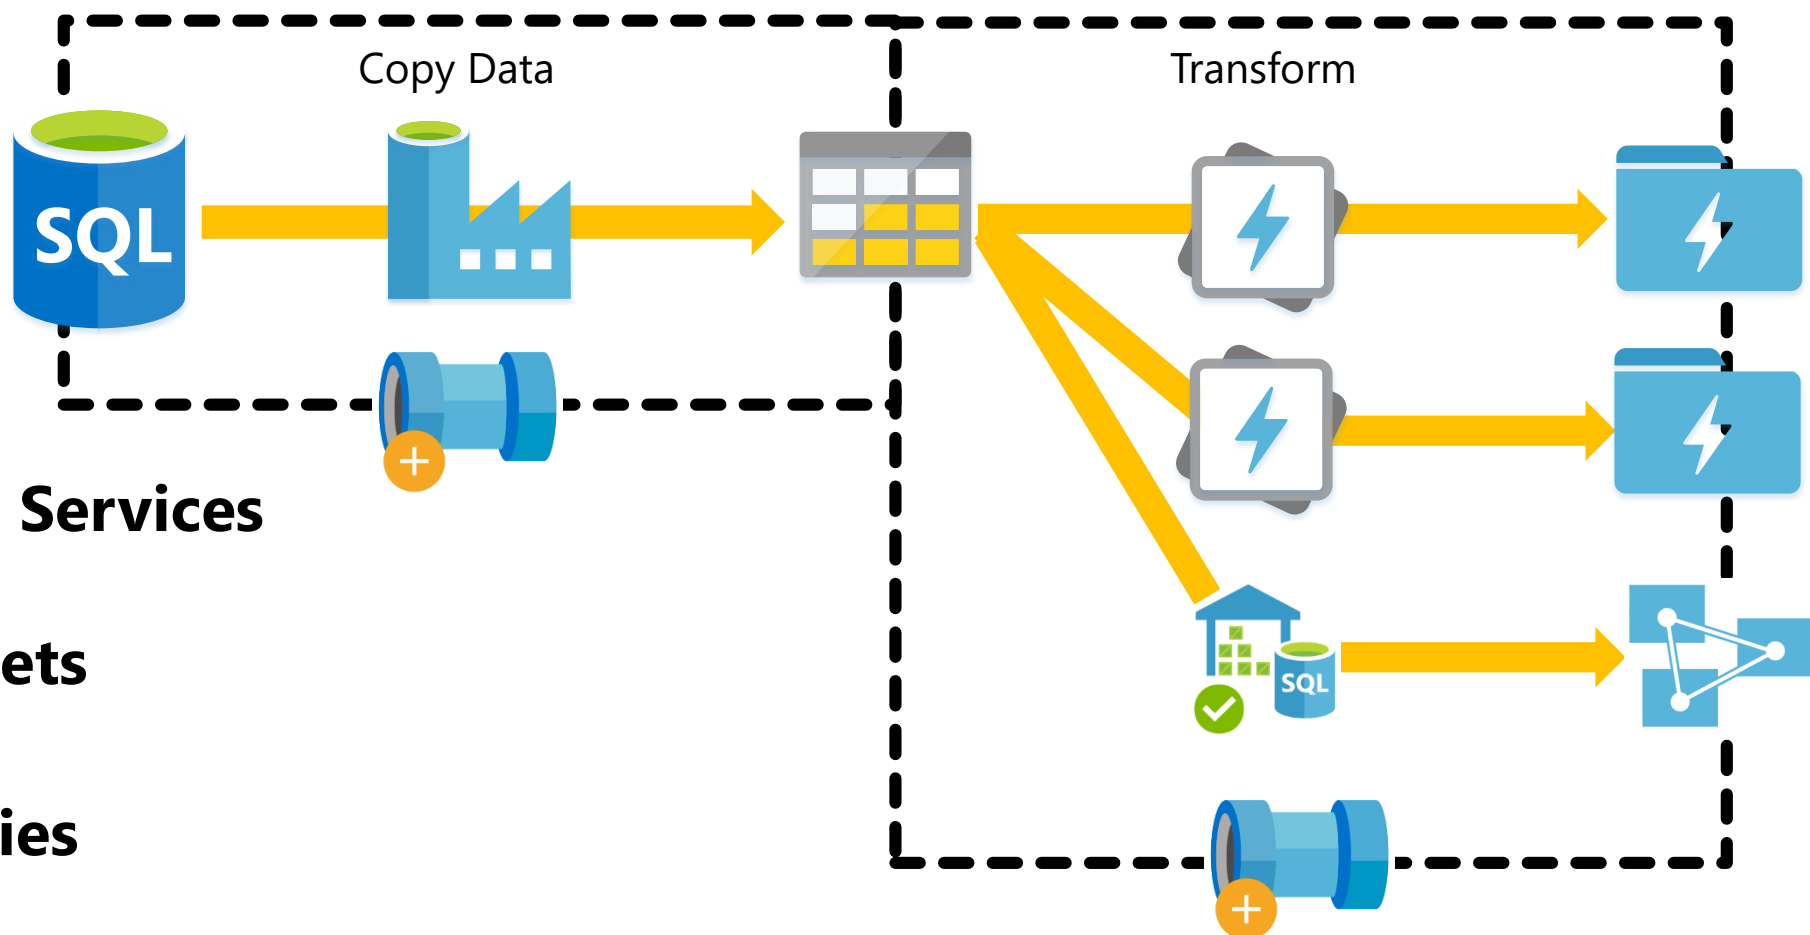 Copy Data
Transform
SQL
Services
ets
SQL
ies